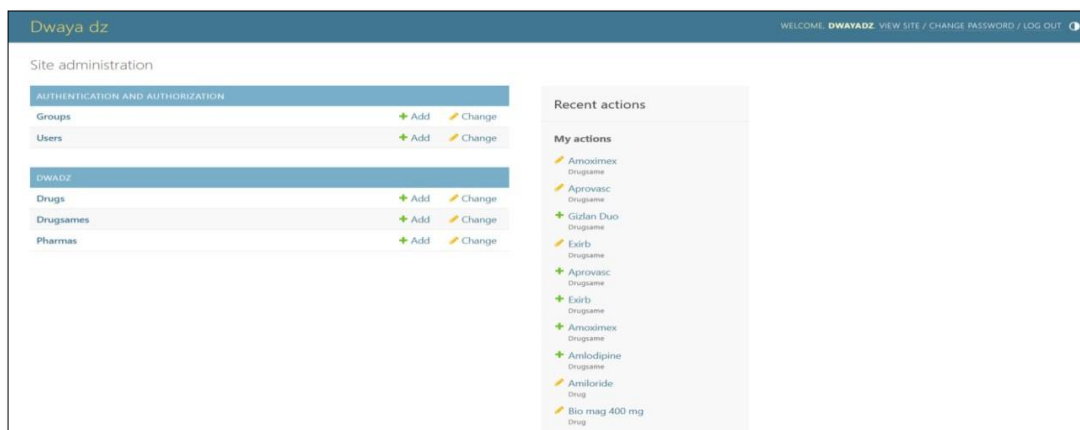 Dwaya dz
WELCOME, DWAYADZ. VIEW SITE / CHANGE PASSWORD / LOG OUT
Site administration
AUTHENTICATION AND AUTHORIZATION
Groups Add Change
Users Add Change
DWADZ
Drugs Add Change
Drugsames Add Change
Pharmas Add Change
Recent actions
My actions
Amoximex
Drugsame
Aprovasc
Drugsame
Gizlan Duo
Drugsame
Exirb
Drugsame
Aprovasc
Drugsame
Exirb
Drugsame
Amoximex
Drugsame
Amlodipine
Drugsame
Amiloride
Drug
Bio mag 400 mg
Drug